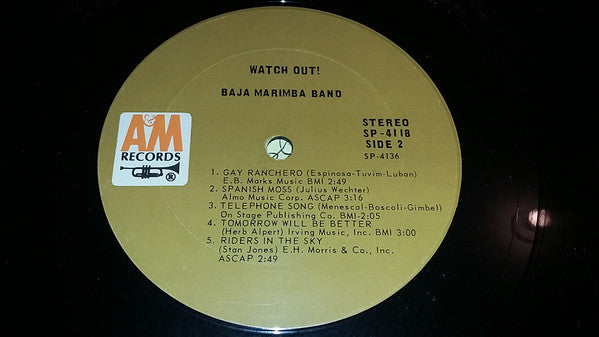 WATCH OUT!
BAJA MARIMBA BAND
A&M
RECORDS
®
STEREO
SP-4118
SIDE 2
SP-4136
1. GAY RANCHERO (Espinosa-Tuvim-Luban)
E.B. Marks Music BMI 2:49
2. SPANISH MOSS (Julius Wechter)
Almo Music Corp. ASCAP 3:16
3. TELEPHONE SONG (Menescal-Boscoli-Gimbel)
On Stage Publishing Co. BMI-2:05
4. TOMORROW WILL BE BETTER
(Herb Alpert) Irving Music, Inc. BMI 3:00
5. RIDERS IN THE SKY
(Stan Jones) E.H. Morris & Co., Inc.
ASCAP 2:49